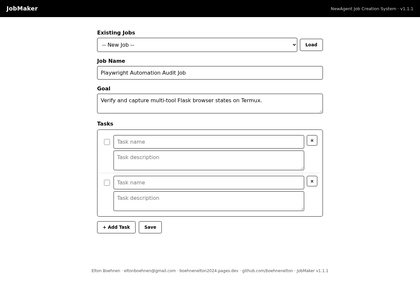 JobMaker
NewAgent Job Creation System · v1.1.1
Existing Jobs
-- New Job --
Load
Job Name
Playwright Automation Audit Job
Goal
Verify and capture multi-tool Flask browser states on Termux.
Tasks
Task name
Task description
Task name
Task description
+ Add Task
Save
Elton Boehnen · eltonboehnen@gmail.com · boehnenelton2024.pages.dev · github.com/boehnenelton · JobMaker v1.1.1